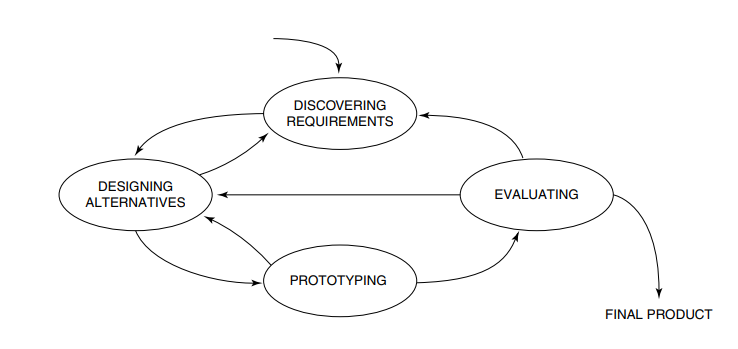 DISCOVERING
REQUIREMENTS
DESIGNING
ALTERNATIVES
EVALUATING
PROTOTYPING
FINAL PRODUCT